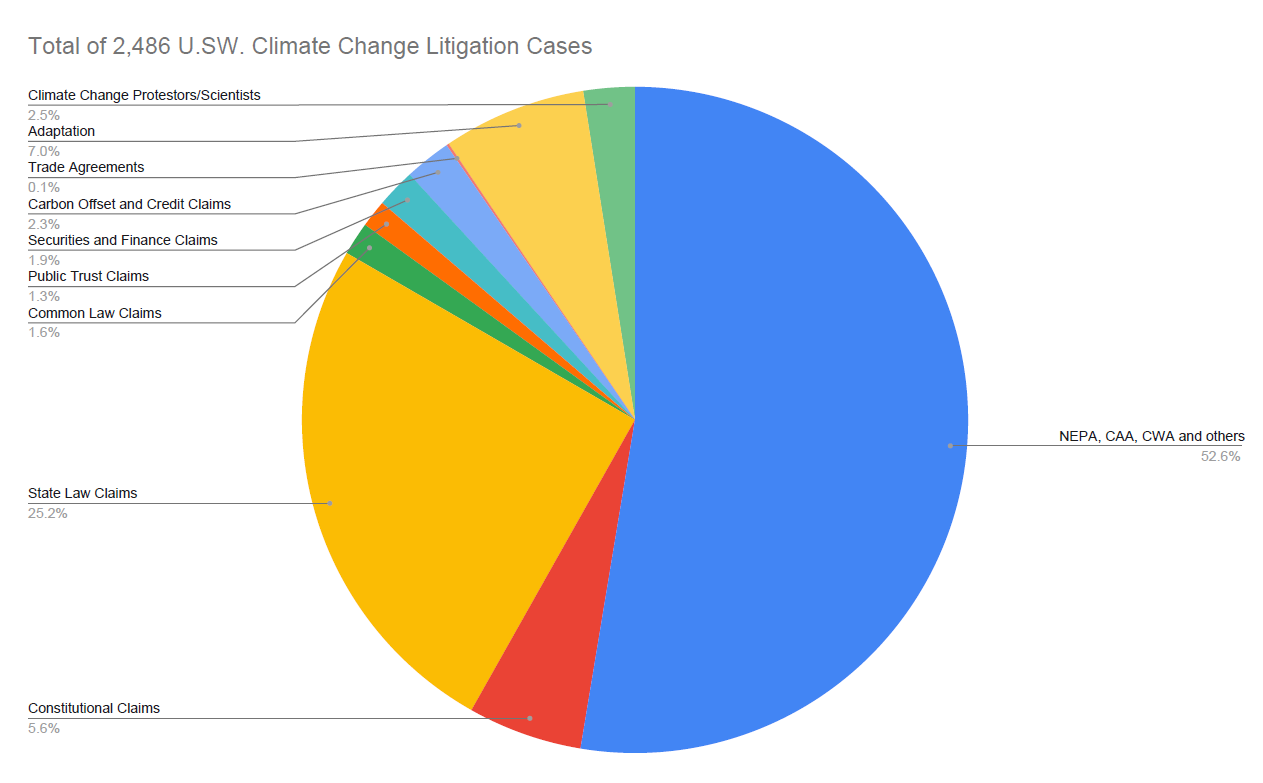 Total of 2,486 U.SW. Climate Change Litigation Cases
Climate Change Protestors/Scientists
2.5%
Adaptation
7.0%
Trade Agreements
0.1%
Carbon Offset and Credit Claims
2.3%
Securities and Finance Claims
1.9%
Public Trust Claims
1.3%
Common Law Claims
1.6%
NEPA, CAA, CWA and others
52.6%
State Law Claims
25.2%
Constitutional Claims
5.6%